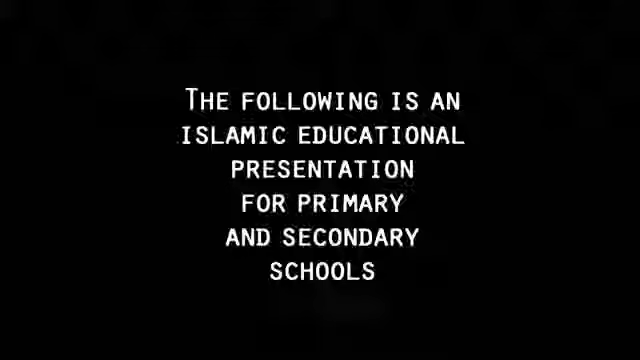 THE FOLLOWING IS AN
ISLAMIC EDUCATIONAL
PRESENTATION
FOR PRIMARY
AND SECONDARY
SCHOOLS